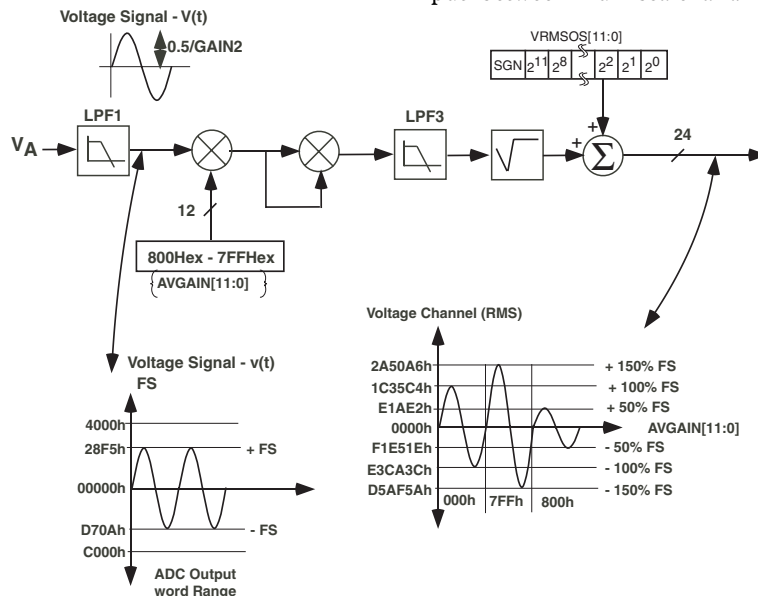 Voltage Signal - V(t)
0.5/GAIN2
VRMSOS[11:0]
SGN 2^11 2^8 2^2 2^1 2^0
LPF1
LPF3
VA
+
+
Σ
24
12
800Hex - 7FFHex
AVGAIN[11:0]
Voltage Channel (RMS)
2A50A6h + 150% FS
1C35C4h + 100% FS
E1AE2h + 50% FS
0000h AVGAIN[11:0]
F1E51Eh - 50% FS
E3CA3Ch - 100% FS
D5AF5Ah - 150% FS
000h 7FFh 800h
Voltage Signal - v(t)
FS
4000h
28F5h + FS
00000h
D70Ah - FS
C000h
ADC Output
word Range